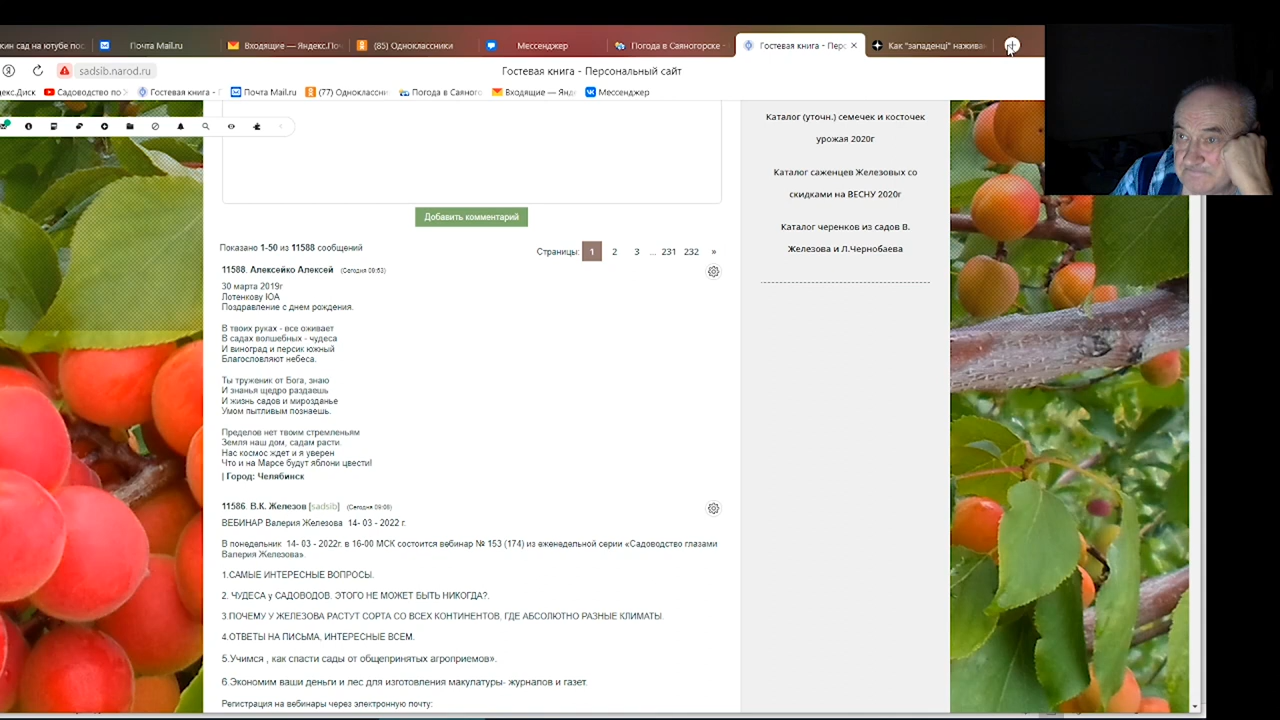 кин сад на ютубе пос
Почта Mail.ru
Входящие — Яндекс.Поч
(85) Одноклассники
Мессенджер
Погода в Саяногорске -
Гостевая книга - Перс
Как "западенці" нажива
Я
sadsib.narod.ru
Гостевая книга - Персональный сайт
декс.Диск
Садоводство по Ж
Гостевая книга - П
Почта Mail.ru
(77) Одноклассни
Погода в Саяног
Входящие — Янд
Мессенджер
Добавить комментарий
Показано 1-50 из 11588 сообщений
Страницы: 1 2 3 ... 231 232 »
11588. Алексейко Алексей (Сегодня 09:53)
30 марта 2019г
Лотенкову ЮА
Поздравление с днем рождения.
В твоих руках - все оживает
В садах волшебных - чудеса
И виноград и персик южный
Благословляют небеса.
Ты труженик от Бога, знаю
И знанья щедро раздаешь
И жизнь садов и мирозданье
Умом пытливым познаешь.
Пределов нет твоим стремленьям
Земля наш дом, садам расти.
Нас космос ждет и я уверен
Что и на Марсе будут яблони цвести!
| Город: Челябинск
11586. В.К. Железов [sadsib] (Сегодня 09:08)
ВЕБИНАР Валерия Железова 14- 03 - 2022 г.
В понедельник 14- 03 - 2022г. в 16-00 МСК состоится вебинар № 153 (174) из еженедельной серии «Садоводство глазами
Валерия Железова».
1.САМЫЕ ИНТЕРЕСНЫЕ ВОПРОСЫ.
2. ЧУДЕСА у САДОВОДОВ. ЭТОГО НЕ МОЖЕТ БЫТЬ НИКОГДА?.
3.ПОЧЕМУ У ЖЕЛЕЗОВА РАСТУТ СОРТА СО ВСЕХ КОНТИНЕНТОВ, ГДЕ АБСОЛЮТНО РАЗНЫЕ КЛИМАТЫ.
4.ОТВЕТЫ НА ПИСЬМА, ИНТЕРЕСНЫЕ ВСЕМ.
5.Учимся , как спасти сады от общепринятых агроприемов».
6.Экономим ваши деньги и лес для изготовления макулатуры- журналов и газет.
Регистрация на вебинары через электронную почту:
Каталог (уточн.) семечек и косточек
урожая 2020г
Каталог саженцев Железовых со
скидками на ВЕСНУ 2020г
Каталог черенков из садов В.
Железова и Л.Чернобаева